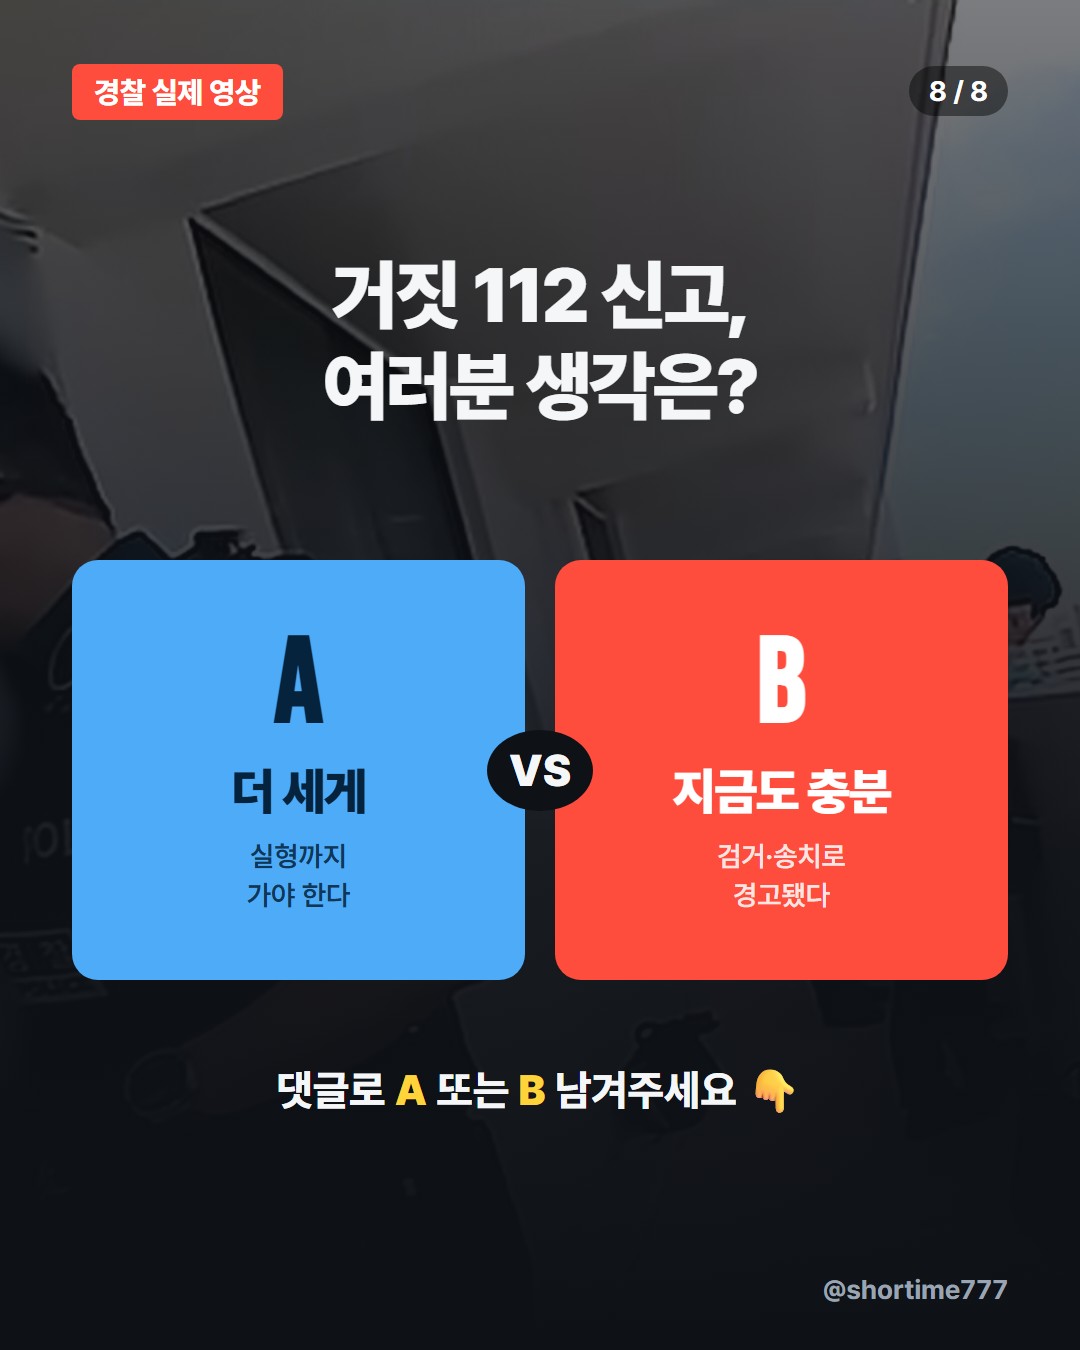 경찰 실제 영상
8 / 8
거짓 112 신고,
여러분 생각은?
A
더 세게
실형까지
가야 한다
VS
B
지금도 충분
검거·송치로
경고됐다
댓글로 A 또는 B 남겨주세요 👇
@shortime777